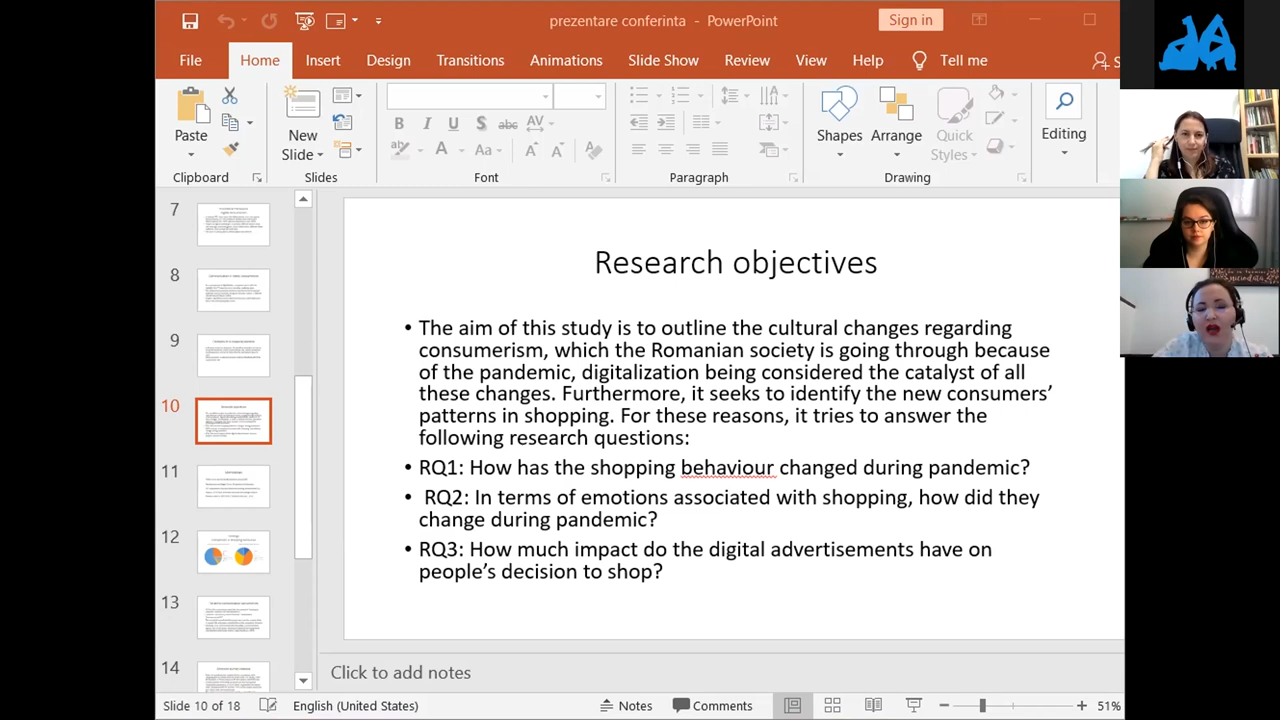 prezentare conferinta - PowerPoint
Sign in
File Home Insert Design Transitions Animations Slide Show Review View Help Tell me
Paste
New
Slide
Shapes
Arrange
Quick
Styles
Editing
Clipboard
Slides
Font
Paragraph
Drawing
7
8
9
10
11
12
13
14
Research objectives
• The aim of this study is to outline the cultural changes regarding
consumerism, which the Romanian society is going though because
of the pandemic, digitalization being considered the catalyst of all
these changes. Furthermore, it seeks to identify the new consumers’
pattern in shopping. Fort hese reasons, it tries to answer the
following research questions:
• RQ1: How has the shopping behaviour changed during pandemic?
• RQ2: In terms of emotions associated with shopping, how did they
change during pandemic?
• RQ3: How much impact do the digital advertisements have on
people’s decision to shop?
Click to add notes
Slide 10 of 18
English (United States)
Notes
Comments
51%